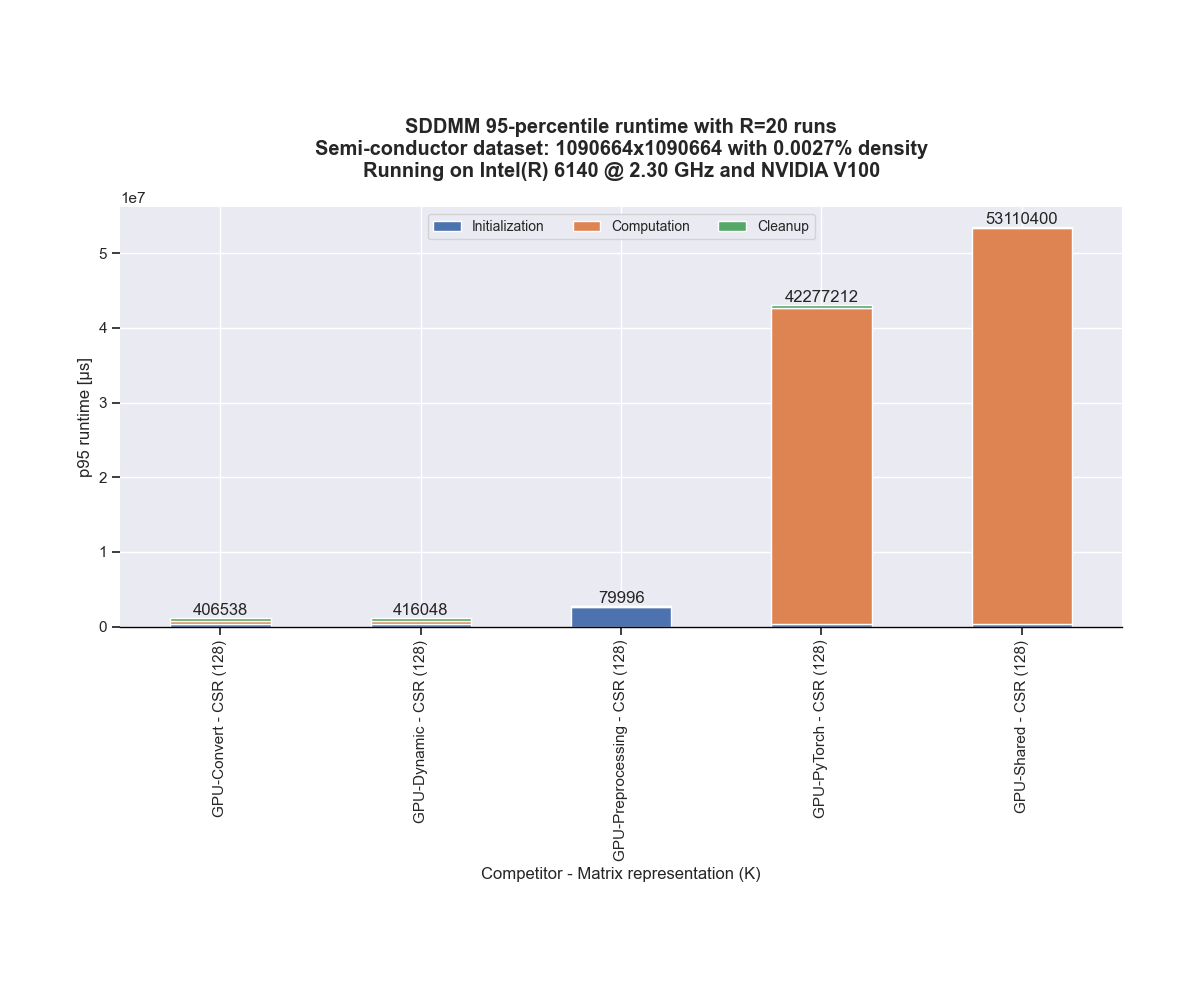 SDDMM 95-percentile runtime with R=20 runs
Semi-conductor dataset: 1090664x1090664 with 0.0027% density
Running on Intel(R) 6140 @ 2.30 GHz and NVIDIA V100
1e7
Initialization Computation Cleanup
53110400
42277212
406538
416048
79996
5
4
3
2
1
0
p95 runtime [µs]
GPU-Convert - CSR (128)
GPU-Dynamic - CSR (128)
GPU-Preprocessing - CSR (128)
GPU-PyTorch - CSR (128)
GPU-Shared - CSR (128)
Competitor - Matrix representation (K)